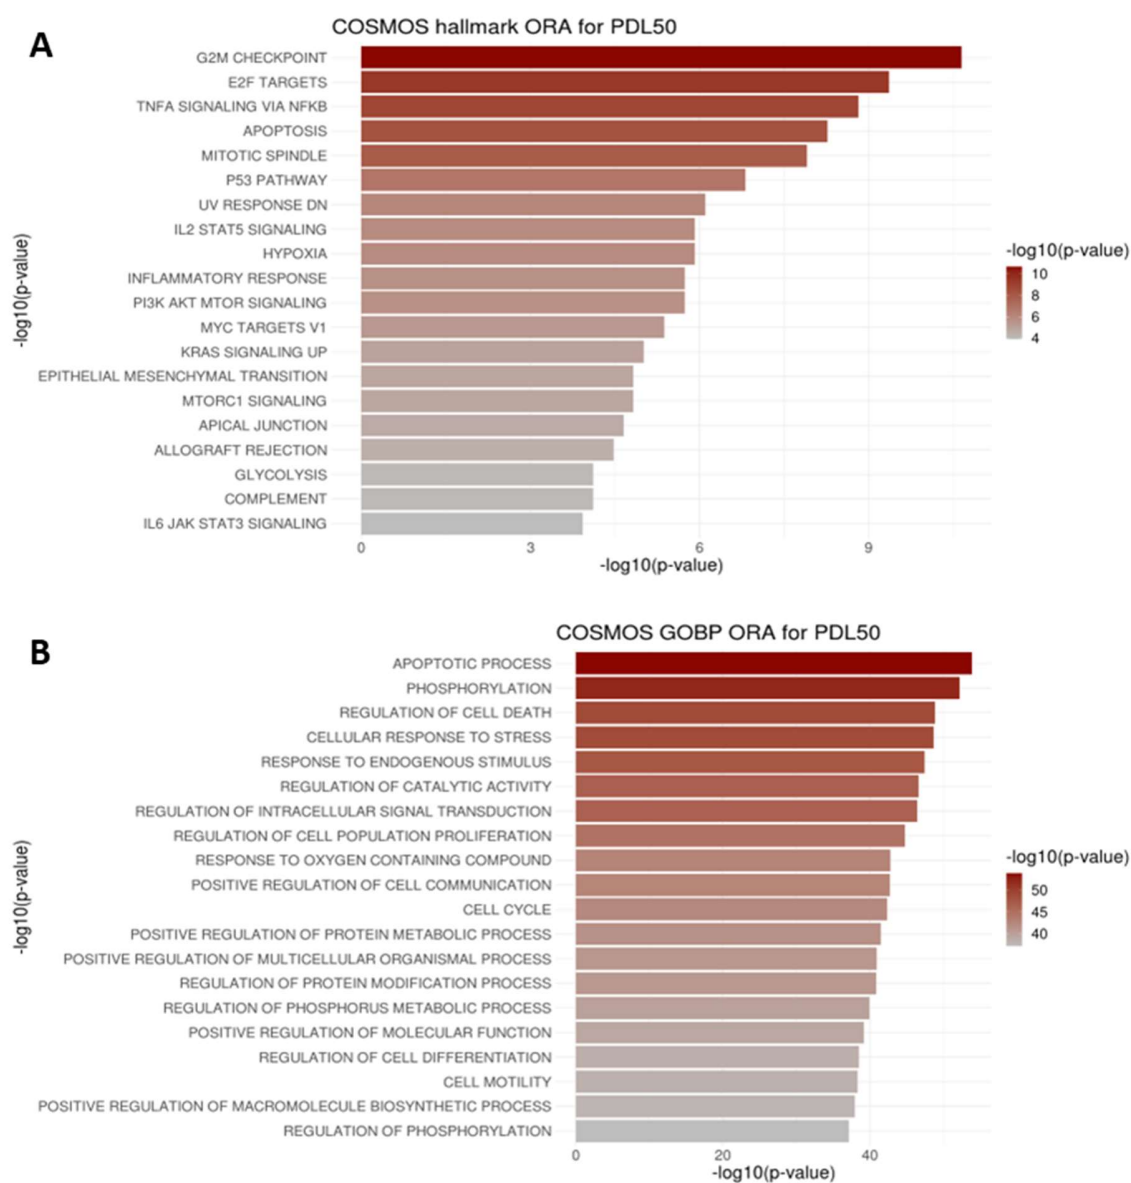 A
COSMOS hallmark ORA for PDL50
G2M CHECKPOINT
E2F TARGETS
TNFA SIGNALING VIA NFKB
APOPTOSIS
MITOTIC SPINDLE
P53 PATHWAY
UV RESPONSE DN
IL2 STAT5 SIGNALING
HYPOXIA
INFLAMMATORY RESPONSE
PI3K AKT MTOR SIGNALING
MYC TARGETS V1
KRAS SIGNALING UP
EPITHELIAL MESENCHYMAL TRANSITION
MTORC1 SIGNALING
APICAL JUNCTION
ALLOGRAFT REJECTION
GLYCOLYSIS
COMPLEMENT
IL6 JAK STAT3 SIGNALING
-log10(p-value)
0 3 6 9
-log10(p-value)
-log10(p-value)
10
8
6
4
B
COSMOS GOBP ORA for PDL50
APOPTOTIC PROCESS
PHOSPHORYLATION
REGULATION OF CELL DEATH
CELLULAR RESPONSE TO STRESS
RESPONSE TO ENDOGENOUS STIMULUS
REGULATION OF CATALYTIC ACTIVITY
REGULATION OF INTRACELLULAR SIGNAL TRANSDUCTION
REGULATION OF CELL POPULATION PROLIFERATION
RESPONSE TO OXYGEN CONTAINING COMPOUND
POSITIVE REGULATION OF CELL COMMUNICATION
CELL CYCLE
POSITIVE REGULATION OF PROTEIN METABOLIC PROCESS
POSITIVE REGULATION OF MULTICELLULAR ORGANISMAL PROCESS
REGULATION OF PROTEIN MODIFICATION PROCESS
REGULATION OF PHOSPHORUS METABOLIC PROCESS
POSITIVE REGULATION OF MOLECULAR FUNCTION
REGULATION OF CELL DIFFERENTIATION
CELL MOTILITY
POSITIVE REGULATION OF MACROMOLECULE BIOSYNTHETIC PROCESS
REGULATION OF PHOSPHORYLATION
-log10(p-value)
0 20 40
-log10(p-value)
-log10(p-value)
50
45
40